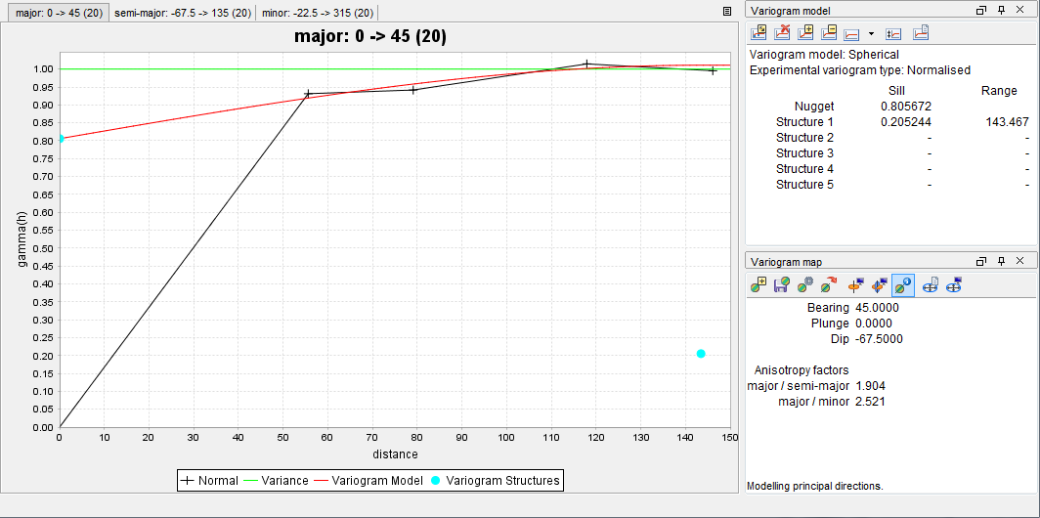 major: 0 -> 45 (20) semi-major: -67.5 -> 135 (20) minor: -22.5 -> 315 (20)
major: 0 -> 45 (20)
gamma(h)
1.00
0.95
0.90
0.85
0.80
0.75
0.70
0.65
0.60
0.55
0.50
0.45
0.40
0.35
0.30
0.25
0.20
0.15
0.10
0.05
0.00
0 10 20 30 40 50 60 70 80 90 100 110 120 130 140 150
distance
Normal Variance Variogram Model Variogram Structures
Variogram model
Variogram model: Spherical
Experimental variogram type: Normalised
Sill Range
Nugget 0.805672
Structure 1 0.205244 143.467
Structure 2 - -
Structure 3 - -
Structure 4 - -
Structure 5 - -
Variogram map
Bearing 45.0000
Plunge 0.0000
Dip -67.5000
Anisotropy factors
major / semi-major 1.904
major / minor 2.521
Modelling principal directions.